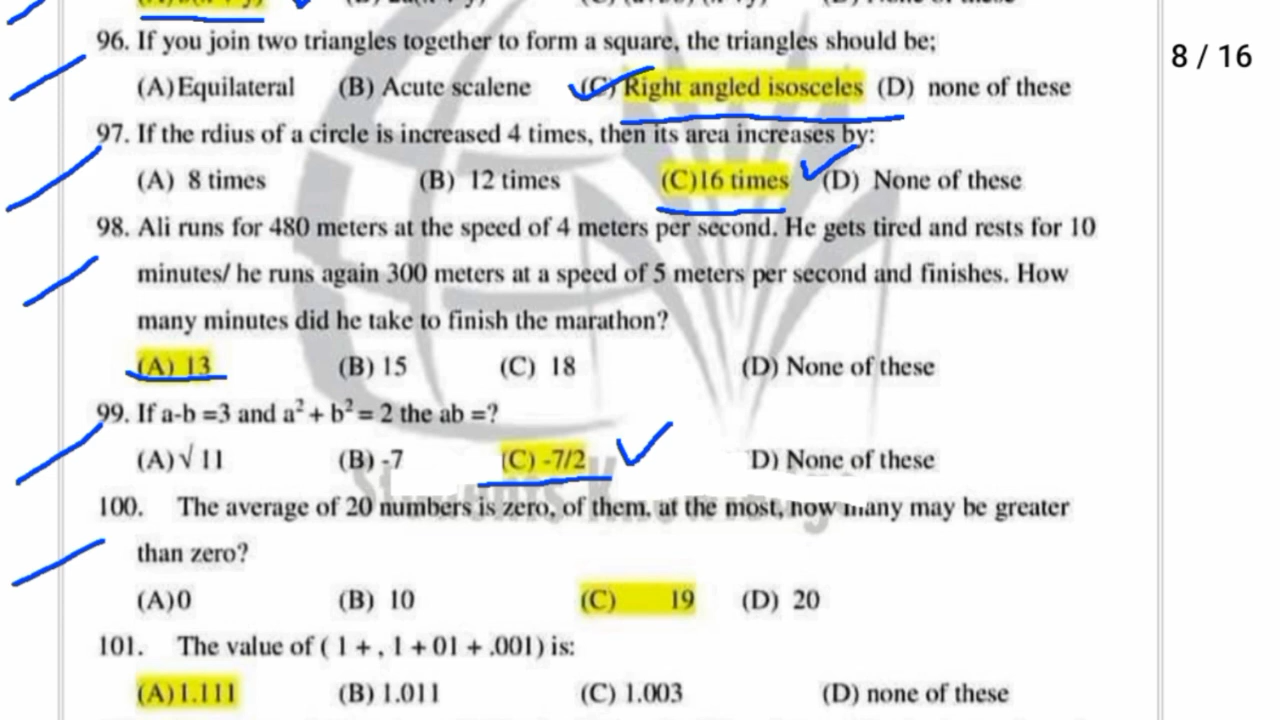 96. If you join two triangles together to form a square, the triangles should be;
8 / 16
(A) Equilateral (B) Acute scalene (C) Right angled isosceles (D) none of these
97. If the rdius of a circle is increased 4 times, then its area increases by:
(A) 8 times (B) 12 times (C)16 times (D) None of these
98. Ali runs for 480 meters at the speed of 4 meters per second. He gets tired and rests for 10
minutes/ he runs again 300 meters at a speed of 5 meters per second and finishes. How
many minutes did he take to finish the marathon?
(A) 13 (B) 15 (C) 18 (D) None of these
99. If a-b =3 and a² + b² = 2 the ab =?
(A) √ 11 (B) -7 (C) -7/2 D) None of these
100. The average of 20 numbers is zero, of them, at the most, how many may be greater
than zero?
(A)0 (B) 10 (C) 19 (D) 20
101. The value of ( 1 + , 1 + 01 + .001) is:
(A) 1.111 (B) 1.011 (C) 1.003 (D) none of these